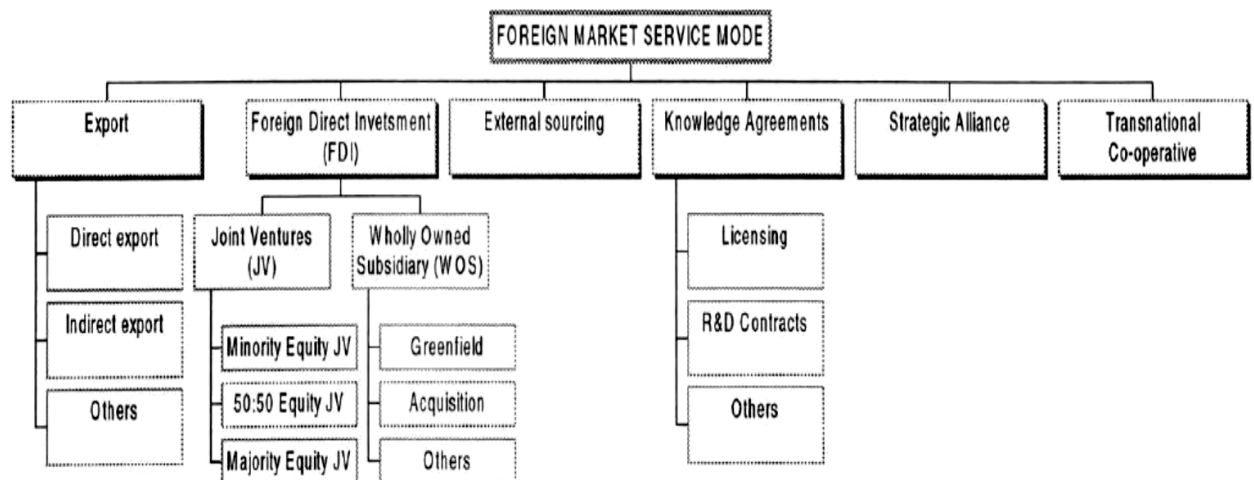 FOREIGN MARKET SERVICE MODE
Export
Foreign Direct Invetsment
(FDI)
External sourcing
Knowledge Agreements
Strategic Alliance
Transnational
Co-operative
Direct export
Indirect export
Others
Joint Ventures
(JV)
Minority Equity JV
50:50 Equity JV
Majority Equity JV
Wholly Owned
Subsidiary (WOS)
Greenfield
Acquisition
Others
Licensing
R&D Contracts
Others